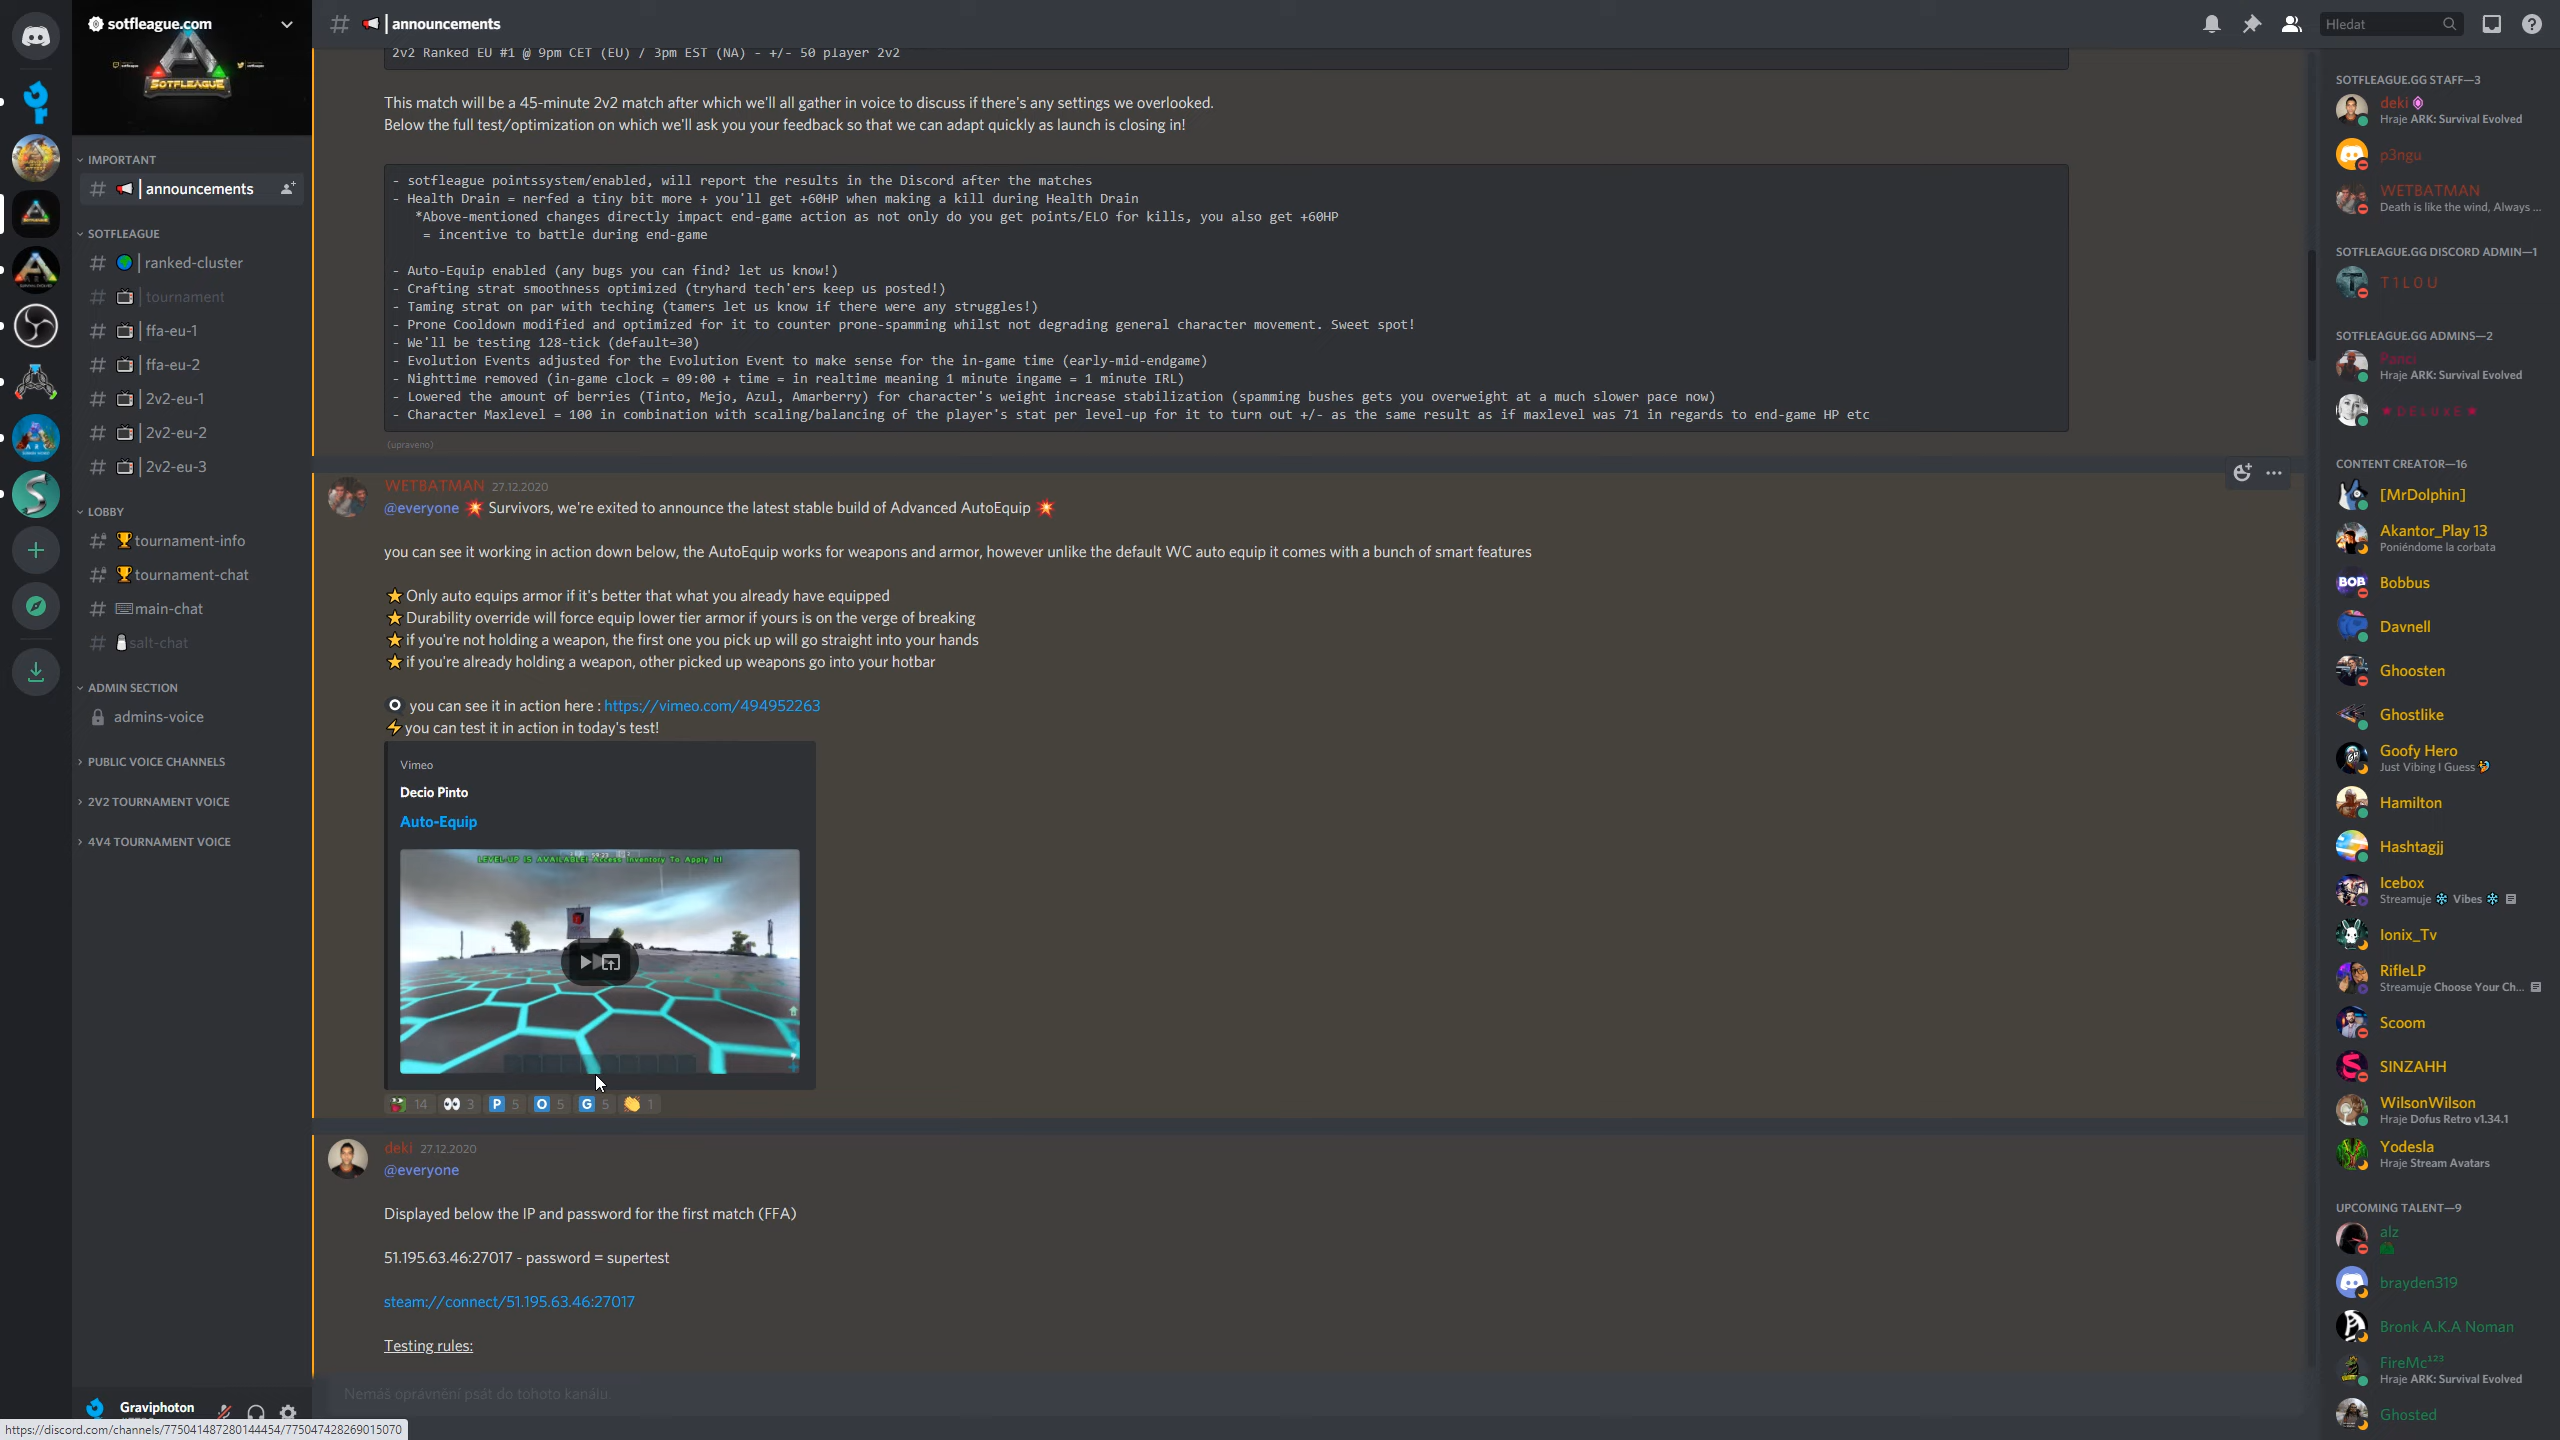 sotfleague.com
SOTFLEAGUE
IMPORTANT
announcements
SOTFLEAGUE
ranked-cluster
tournament
ffa-eu-1
ffa-eu-2
2v2-eu-1
2v2-eu-2
2v2-eu-3
LOBBY
tournament-info
tournament-chat
main-chat
salt-chat
ADMIN SECTION
admins-voice
PUBLIC VOICE CHANNELS
2V2 TOURNAMENT VOICE
4V4 TOURNAMENT VOICE
Graviphoton
https://discord.com/channels/775041487280144454/775047428269015070
announcements
Hledat
2v2 Ranked EU #1 @ 9pm CET (EU) / 3pm EST (NA) - +/- 50 player 2v2
This match will be a 45-minute 2v2 match after which we'll all gather in voice to discuss if there's any settings we overlooked.
Below the full test/optimization on which we'll ask you your feedback so that we can adapt quickly as launch is closing in!
- sotfleague pointssystem/enabled, will report the results in the Discord after the matches
- Health Drain = nerfed a tiny bit more + you'll get +60HP when making a kill during Health Drain
*Above-mentioned changes directly impact end-game action as not only do you get points/ELO for kills, you also get +60HP
= incentive to battle during end-game
- Auto-Equip enabled (any bugs you can find? let us know!)
- Crafting strat smoothness optimized (tryhard tech'ers keep us posted!)
- Taming strat on par with teching (tamers let us know if there were any struggles!)
- Prone Cooldown modified and optimized for it to counter prone-spamming whilst not degrading general character movement. Sweet spot!
- We'll be testing 128-tick (default=30)
- Evolution Events adjusted for the Evolution Event to make sense for the in-game time (early-mid-endgame)
- Nighttime removed (in-game clock = 09:00 + time = in realtime meaning 1 minute ingame = 1 minute IRL)
- Lowered the amount of berries (Tinto, Mejo, Azul, Amarberry) for character's weight increase stabilization (spamming bushes gets you overweight at a much slower pace now)
- Character Maxlevel = 100 in combination with scaling/balancing of the player's stat per level-up for it to turn out +/- as the same result as if maxlevel was 71 in regards to end-game HP etc
(upraveno)
WETBATMAN 27.12.2020
@everyone 💥 Survivors, we're exited to announce the latest stable build of Advanced AutoEquip 💥
you can see it working in action down below, the AutoEquip works for weapons and armor, however unlike the default WC auto equip it comes with a bunch of smart features
⭐ Only auto equips armor if it's better that what you already have equipped
⭐ Durability override will force equip lower tier armor if yours is on the verge of breaking
⭐ if you're not holding a weapon, the first one you pick up will go straight into your hands
⭐ if you're already holding a weapon, other picked up weapons go into your hotbar
you can see it in action here : https://vimeo.com/494952263
⚡ you can test it in action in today's test!
Vimeo
Decio Pinto
Auto-Equip
LEVEL-UP IS AVAILABLE! Access Inventory To Apply It!
14 3 P 5 O 5 G 5 1
deki 27.12.2020
@everyone
Displayed below the IP and password for the first match (FFA)
51.195.63.46:27017 - password = supertest
steam://connect/51.195.63.46:27017
Testing rules:
Nemáš oprávnění psát do tohoto kanálu.
SOTFLEAGUE.GG STAFF—3
deki
Hraje ARK: Survival Evolved
p3ngu
WETBATMAN
Death is like the wind, Always ...
SOTFLEAGUE.GG DISCORD ADMIN—1
T 1 L 0 U
SOTFLEAGUE.GG ADMINS—2
Panci
Hraje ARK: Survival Evolved
★ D E L U X E ★
CONTENT CREATOR—16
[MrDolphin]
Akantor_Play 13
Poniéndome la corbata
BOB
Bobbus
Davnell
Ghoosten
Ghostlike
Goofy Hero
Just Vibing I Guess
Hamilton
Hashtagjj
Icebox
Streamuje ❄ Vibes ❄
Ionix_Tv
RifleLP
Streamuje Choose Your Ch...
Scoom
SINZAHH
WilsonWilson
Hraje Dofus Retro v1.34.1
Yodesla
Hraje Stream Avatars
UPCOMING TALENT—9
alz
brayden319
Bronk A.K.A Noman
FireMc¹²³
Hraje ARK: Survival Evolved
Ghosted